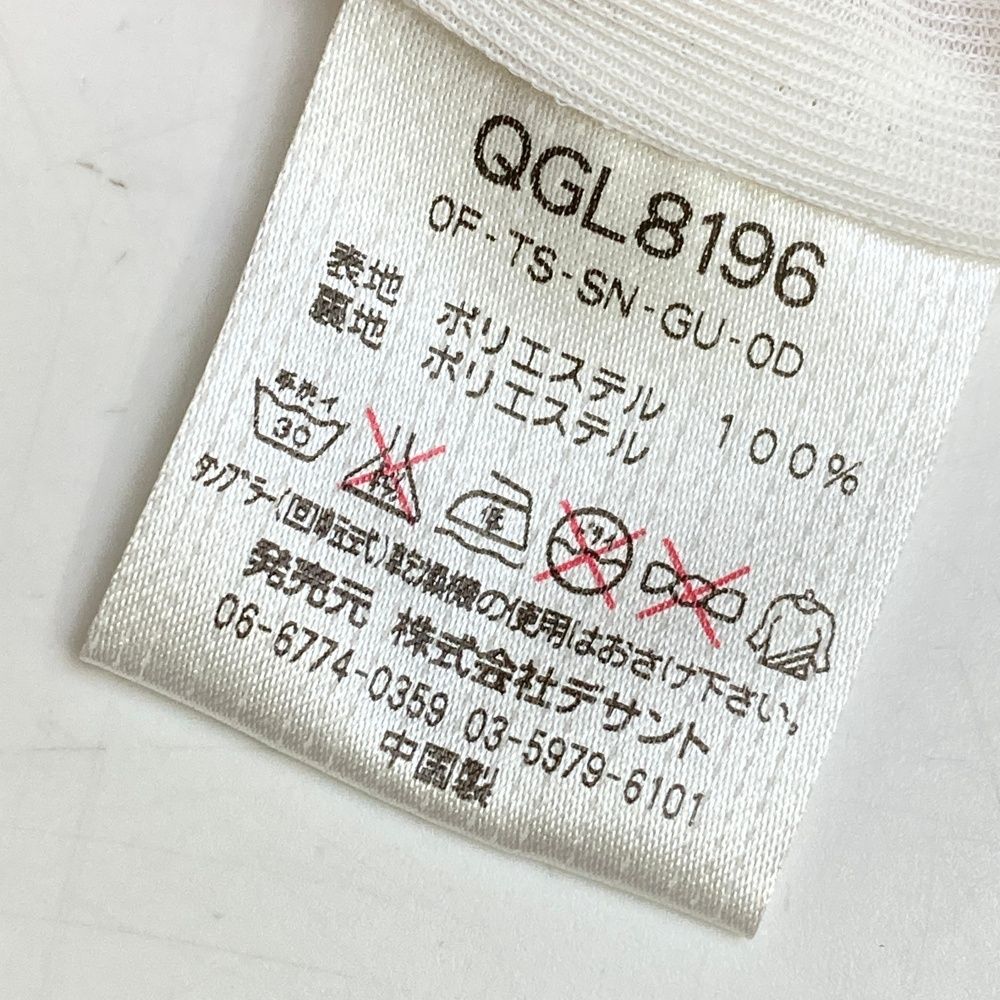 QGL8196
OF-TS-SN-GU-OD
表地 ポリエステル
裏地 ポリエステル 100%
手洗イ 30
低
タンブラー(回転式)乾燥機の使用はおさけ下さい。
発売元 株式会社デサント
06-6774-0359 03-5979-6101
中国製